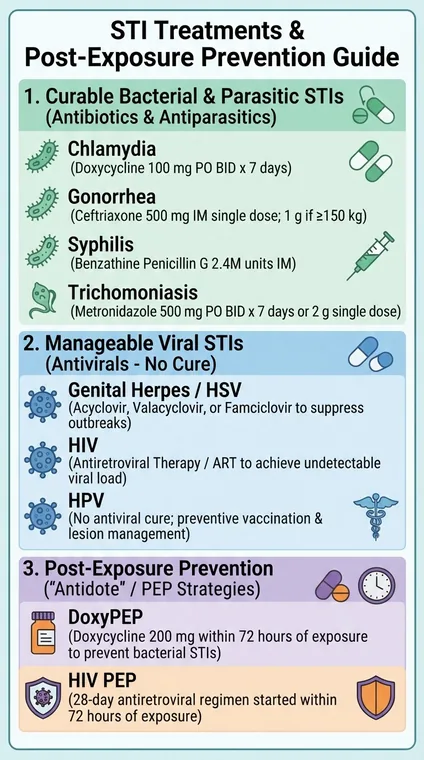 STI Treatments &
Post-Exposure Prevention Guide
1. Curable Bacterial & Parasitic STIs
(Antibiotics & Antiparasitics)
Chlamydia
(Doxycycline 100 mg PO BID x 7 days)
Gonorrhea
(Ceftriaxone 500 mg IM single dose; 1 g if ≥150 kg)
Syphilis
(Benzathine Penicillin G 2.4M units IM)
Trichomoniasis
(Metronidazole 500 mg PO BID x 7 days or 2 g single dose)
2. Manageable Viral STIs
(Antivirals - No Cure)
Genital Herpes / HSV
(Acyclovir, Valacyclovir, or Famciclovir to suppress
outbreaks)
HIV
(Antiretroviral Therapy / ART to achieve undetectable
viral load)
HPV
(No antiviral cure; preventive vaccination &
lesion management)
3. Post-Exposure Prevention
(“Antidote” / PEP Strategies)
DoxyPEP
(Doxycycline 200 mg within 72 hours of exposure
to prevent bacterial STIs)
HIV PEP
(28-day antiretroviral regimen started within
72 hours of exposure)